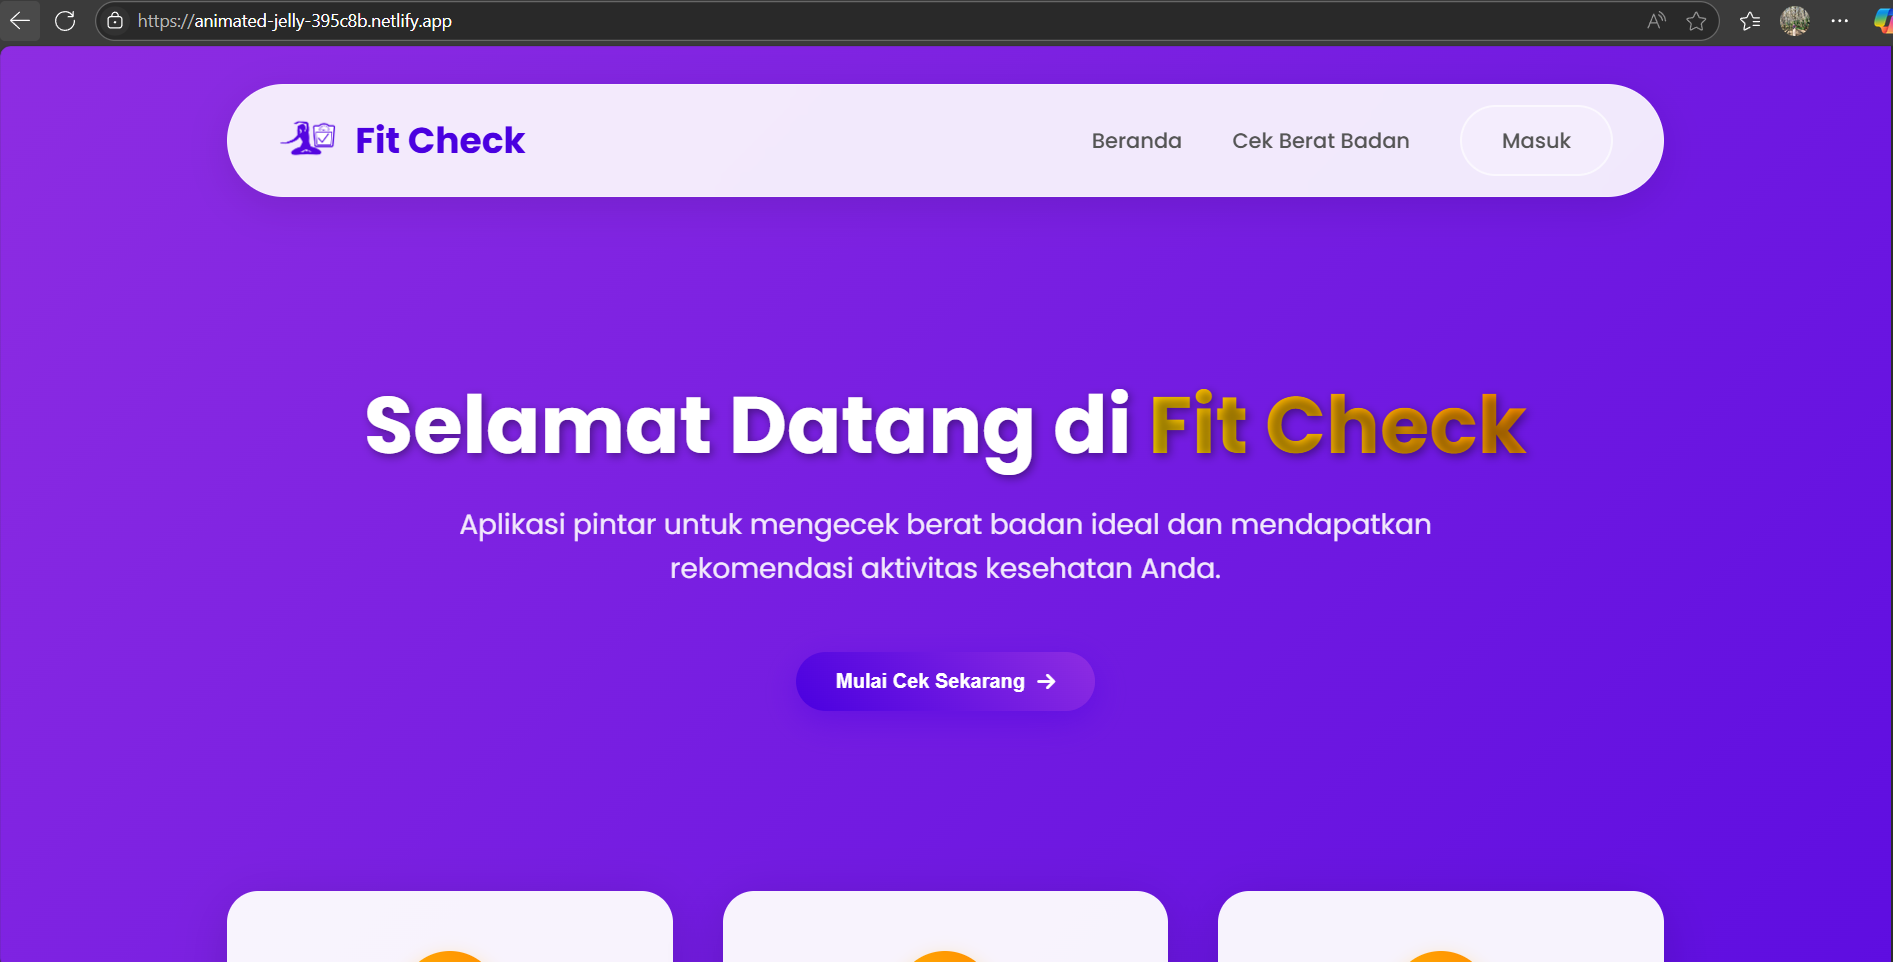 https://animated-jelly-395c8b.netlify.app
Fit Check
Beranda
Cek Berat Badan
Masuk
Selamat Datang di Fit Check
Aplikasi pintar untuk mengecek berat badan ideal dan mendapatkan
rekomendasi aktivitas kesehatan Anda.
Mulai Cek Sekarang →